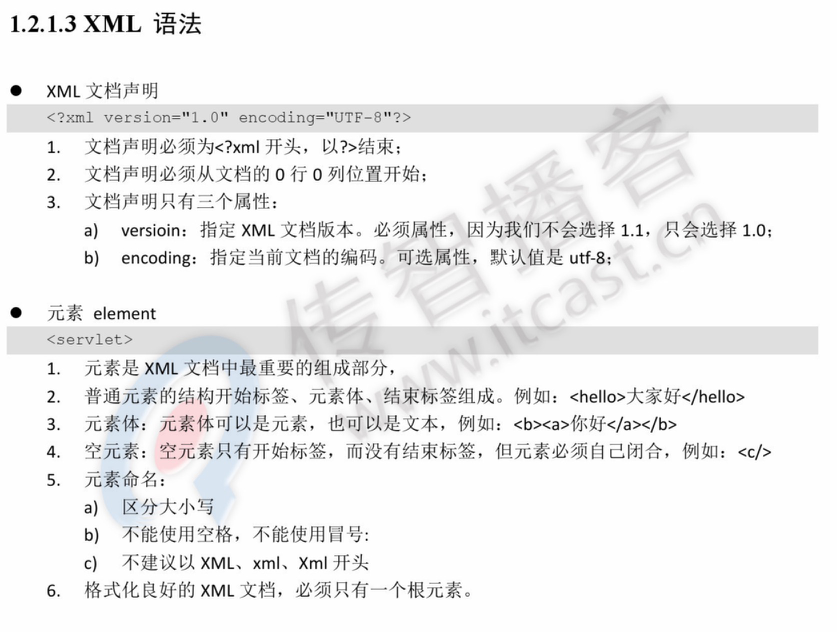 1.2.1.3 XML 语法
● XML 文档声明
<?xml version="1.0" encoding="UTF-8"?>
1. 文档声明必须为<?xml 开头，以?>结束；
2. 文档声明必须从文档的 0 行 0 列位置开始；
3. 文档声明只有三个属性：
a) versioin：指定 XML 文档版本。必须属性，因为我们不会选择 1.1，只会选择 1.0；
b) encoding：指定当前文档的编码。可选属性，默认值是 utf-8；
● 元素 element
<servlet>
1. 元素是 XML 文档中最重要的组成部分，
2. 普通元素的结构开始标签、元素体、结束标签组成。例如：<hello>大家好</hello>
3. 元素体：元素体可以是元素，也可以是文本，例如：<b><a>你好</a></b>
4. 空元素：空元素只有开始标签，而没有结束标签，但元素必须自己闭合，例如：<c/>
5. 元素命名：
a) 区分大小写
b) 不能使用空格，不能使用冒号:
c) 不建议以 XML、xml、Xml 开头
6. 格式化良好的 XML 文档，必须只有一个根元素。
传智播客
www.itcast.cn